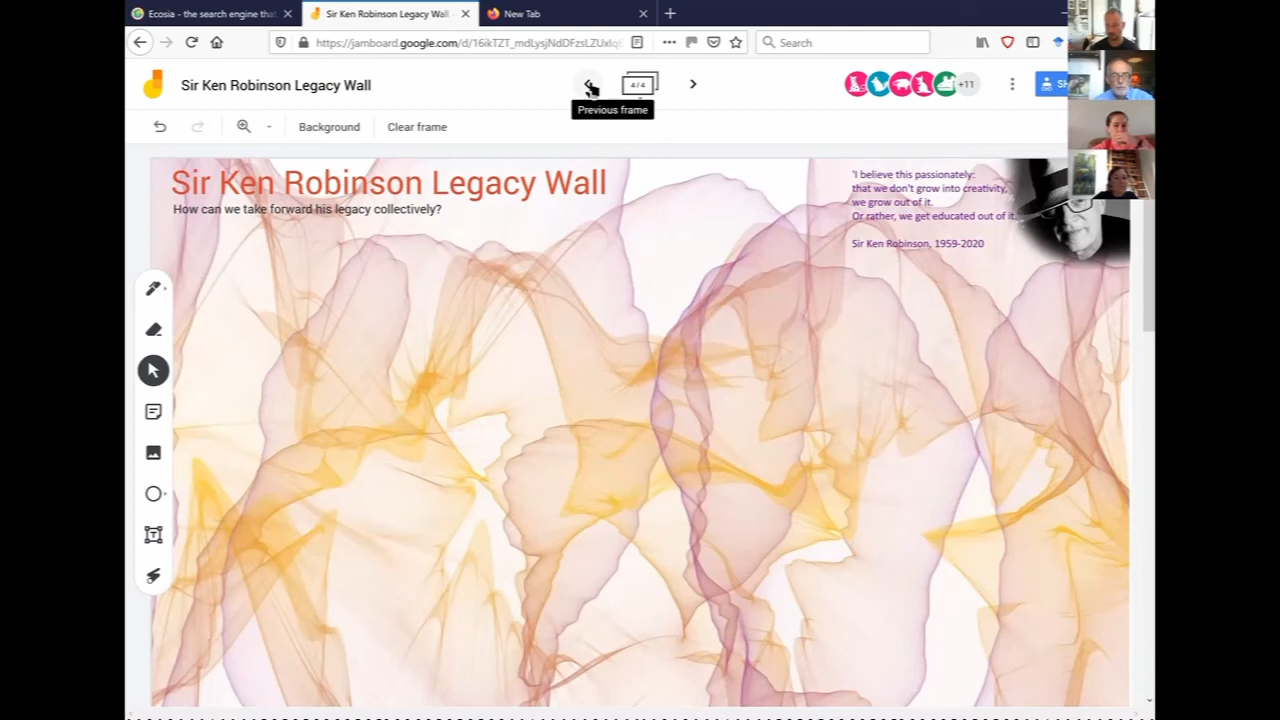 Ecosia - the search engine that
Sir Ken Robinson Legacy Wall -
New Tab
https://jamboard.google.com/d/16ikTZT_mdLysjNdDFzsLZUxIq
Search
Sir Ken Robinson Legacy Wall
4/4
+11
Previous frame
Background
Clear frame
Sir Ken Robinson Legacy Wall
How can we take forward his legacy collectively?
'I believe this passionately:
that we don't grow into creativity,
we grow out of it.
Or rather, we get educated out of it.
Sir Ken Robinson, 1959-2020